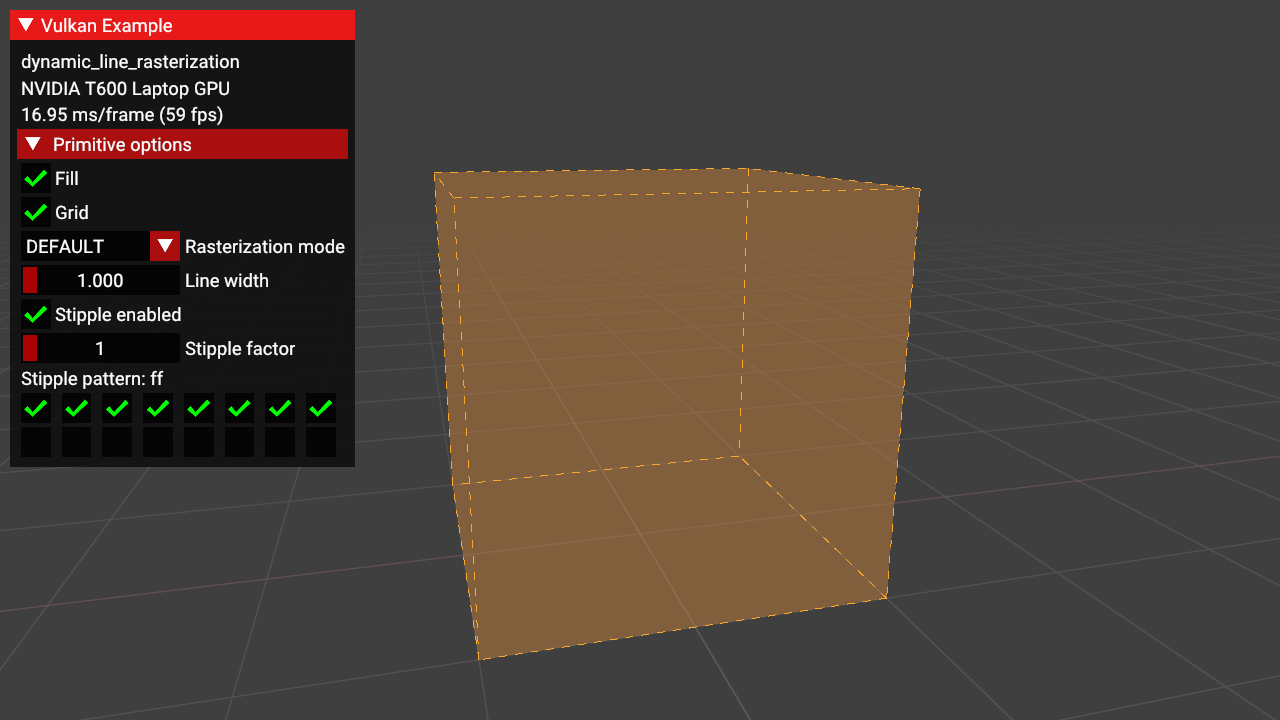 Vulkan Example
dynamic_line_rasterization
NVIDIA T600 Laptop GPU
16.95 ms/frame (59 fps)
Primitive options
Fill
Grid
DEFAULT Rasterization mode
1.000 Line width
Stipple enabled
1 Stipple factor
Stipple pattern: ff